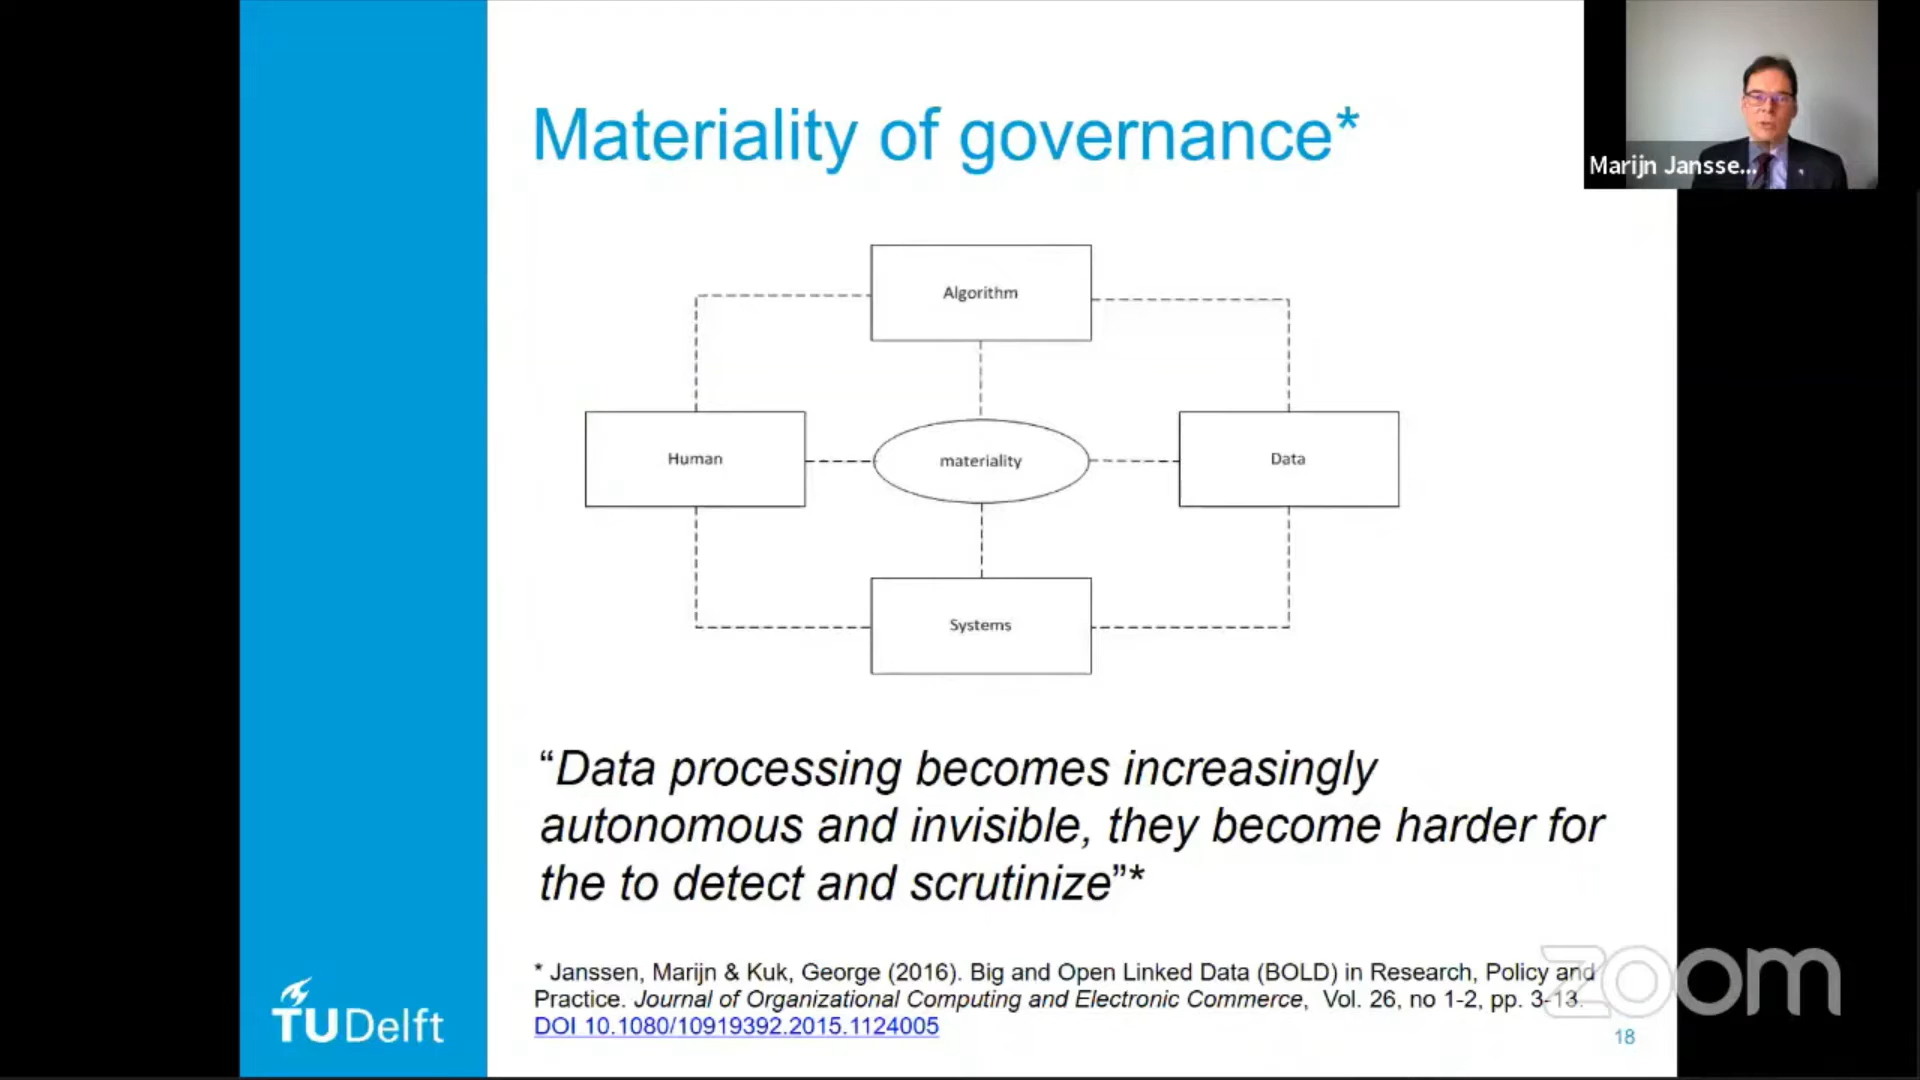 Materiality of governance*
Marijn Jansse...
Algorithm
Human
materiality
Data
Systems
“Data processing becomes increasingly
autonomous and invisible, they become harder for
the to detect and scrutinize”*
* Janssen, Marijn & Kuk, George (2016). Big and Open Linked Data (BOLD) in Research, Policy and
Practice. Journal of Organizational Computing and Electronic Commerce, Vol. 26, no 1-2, pp. 3-13.
DOI 10.1080/10919392.2015.1124005
TUDelft
zoom
18